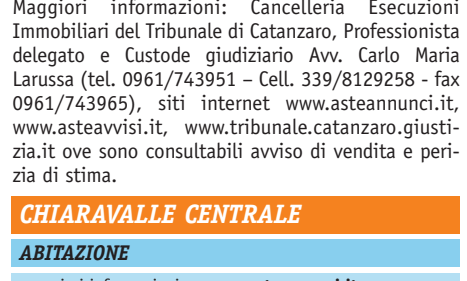 Maggiori informazioni: Cancelleria Esecuzioni
Immobiliari del Tribunale di Catanzaro, Professionista
delegato e Custode giudiziario Avv. Carlo Maria
Larussa (tel. 0961/743951 – Cell. 339/8129258 - fax
0961/743965), siti internet www.asteannunci.it,
www.asteavvisi.it, www.tribunale.catanzaro.giusti-
zia.it ove sono consultabili avviso di vendita e peri-
zia di stima.
CHIARAVALLE CENTRALE
ABITAZIONE